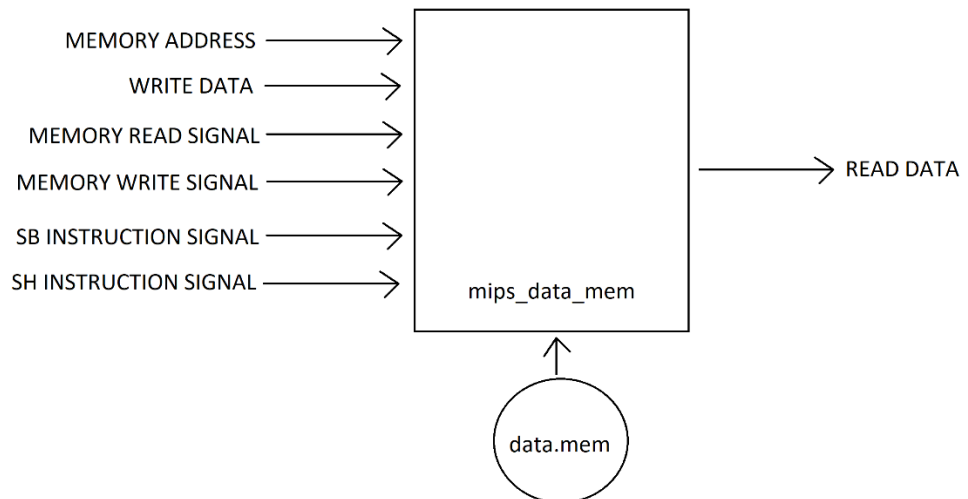 MEMORY ADDRESS
WRITE DATA
MEMORY READ SIGNAL
MEMORY WRITE SIGNAL
READ DATA
SB INSTRUCTION SIGNAL
SH INSTRUCTION SIGNAL
mips_data_mem
data.mem